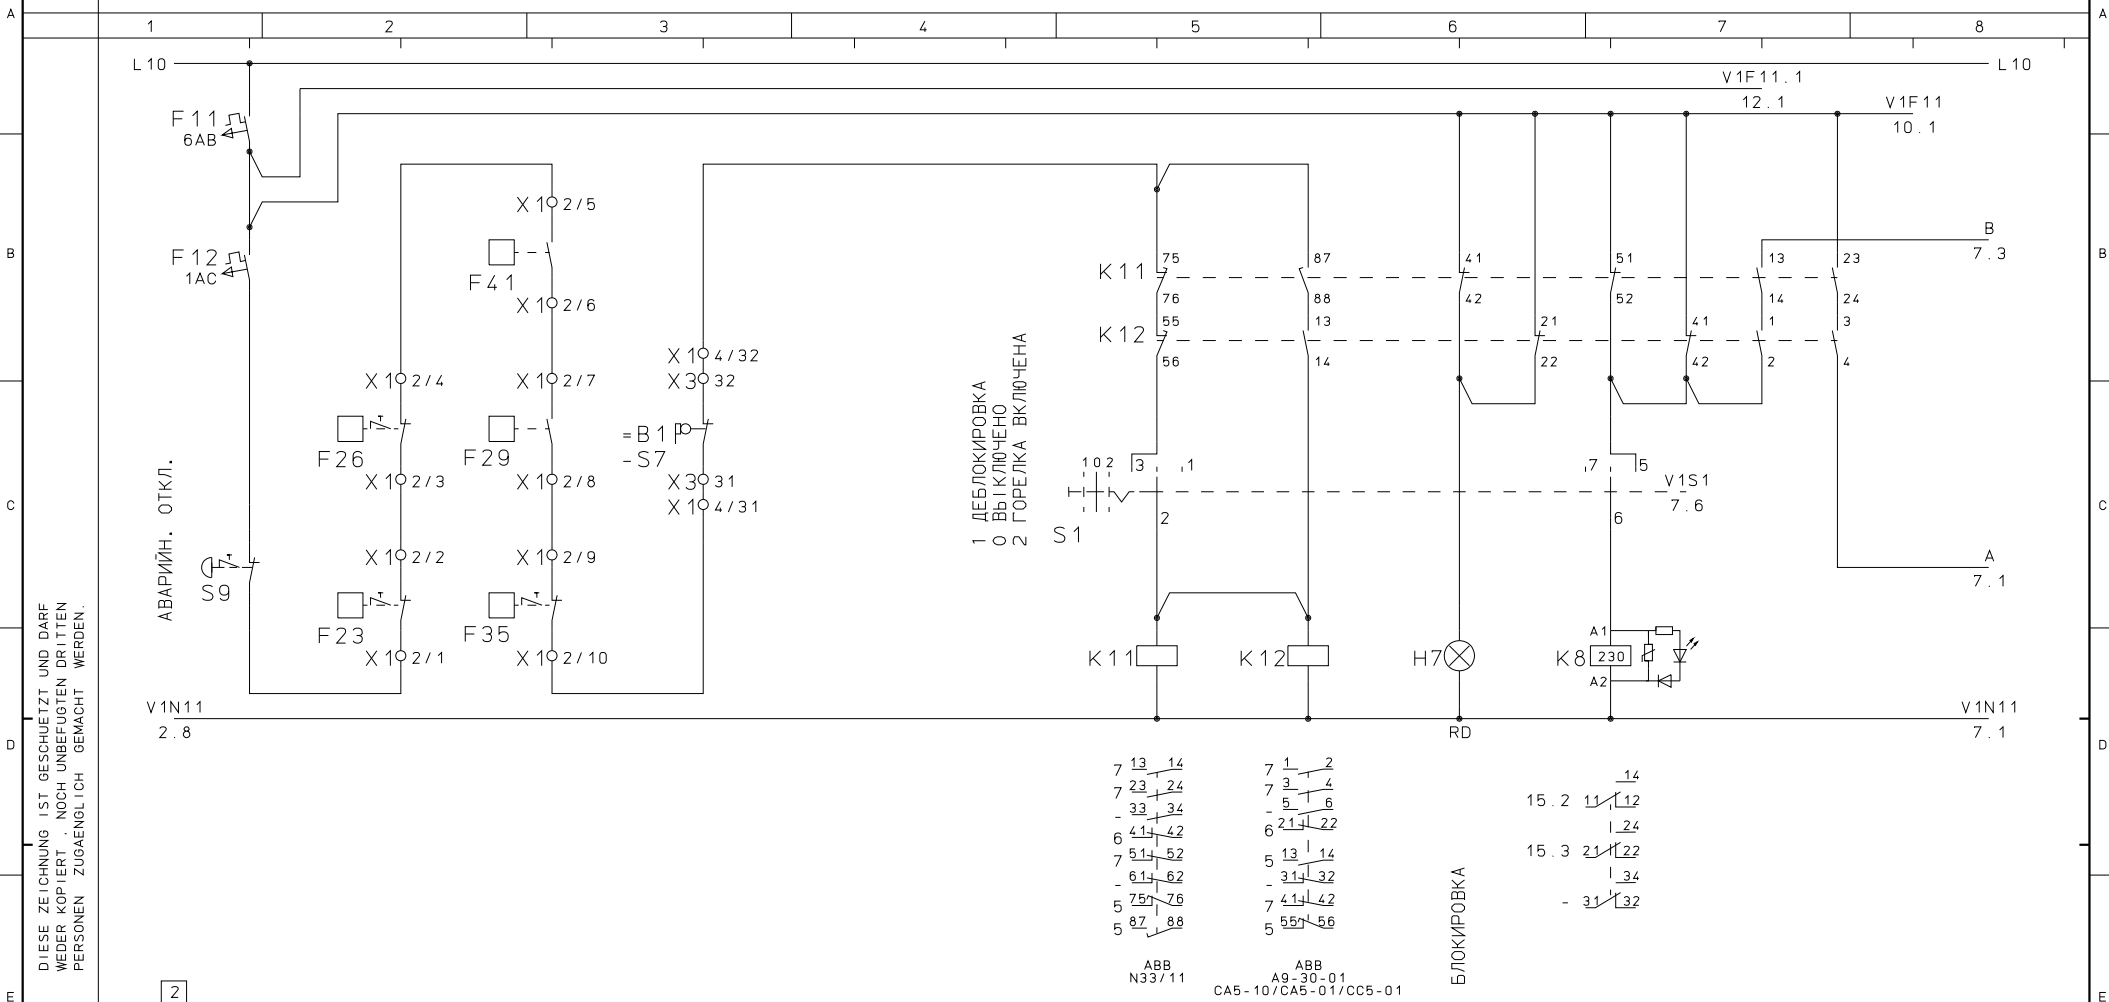 A
1
2
3
4
5
6
7
8
A
L10
L10
V1F11.1
12.1
V1F11
10.1
F11
6AB
F12
1AC
B
B
X1 2/5
F41
X1 2/6
X1 4/32
X3 32
X1 2/4
X1 2/7
F26
F29
=B1
-S7
X1 2/3
X1 2/8
X3 31
X1 4/31
X1 2/2
X1 2/9
F23
F35
X1 2/1
X1 2/10
АВАРИЙН. ОТКЛ.
S9
C
C
K11
75
76
87
88
41
42
51
52
13
14
23
24
K12
55
56
13
14
21
22
41
42
1
2
3
4
B
7.3
1 ДЕБЛОКИРОВКА
0 ВЫКЛЮЧЕНО
2 ГОРЕЛКА ВКЛЮЧЕНА
1 0 2
S1
3
1
2
7
5
6
V1S1
7.6
A
7.1
K11
K12
H7
K8
230
A1
A2
V1N11
2.8
RD
V1N11
7.1
D
D
7 13 14
7 23 24
- 33 34
6 41 42
7 51 52
- 61 62
5 75 76
5 87 88
ABB
N33/11
7 1 2
7 3 4
- 5 6
6 21 22
5 13 14
- 31 32
7 41 42
5 55 56
ABB
A9-30-01
CA5-10/CA5-01/CC5-01
БЛОКИРОВКА
14
15.2 11 12
24
15.3 21 22
34
- 31 32
DIESE ZEICHNUNG IST GESCHUETZT UND DARF
WEDER KOPIERT , NOCH UNBEFUGTEN DRITTEN
PERSONEN ZUGAENGLICH GEMACHT WERDEN.
2
E
E